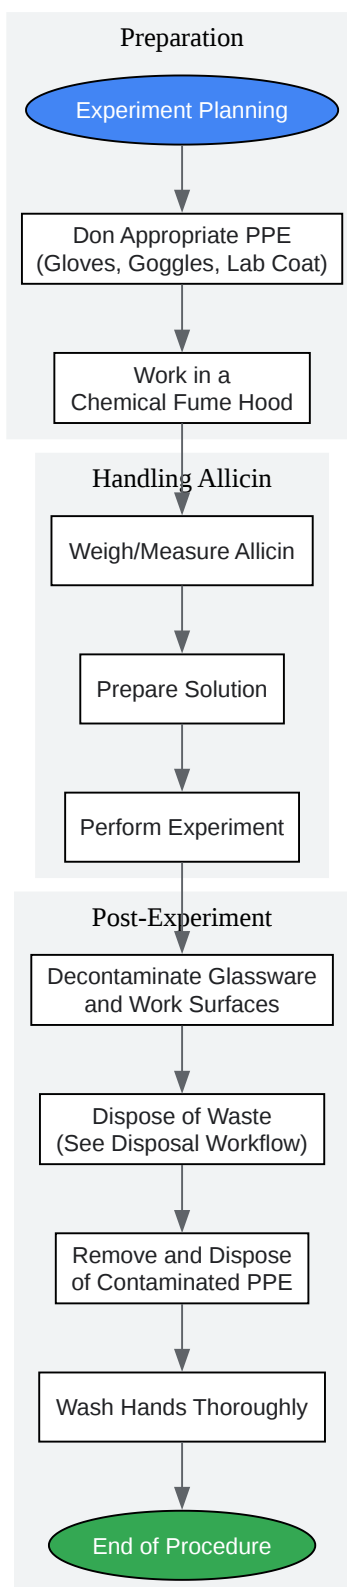 Preparation
Experiment Planning
Don Appropriate PPE
(Gloves, Goggles, Lab Coat)
Work in a
Chemical Fume Hood
Handling Allicin
Weigh/Measure Allicin
Prepare Solution
Perform Experiment
Post-Experiment
Decontaminate Glassware
and Work Surfaces
Dispose of Waste
(See Disposal Workflow)
Remove and Dispose
of Contaminated PPE
Wash Hands Thoroughly
End of Procedure